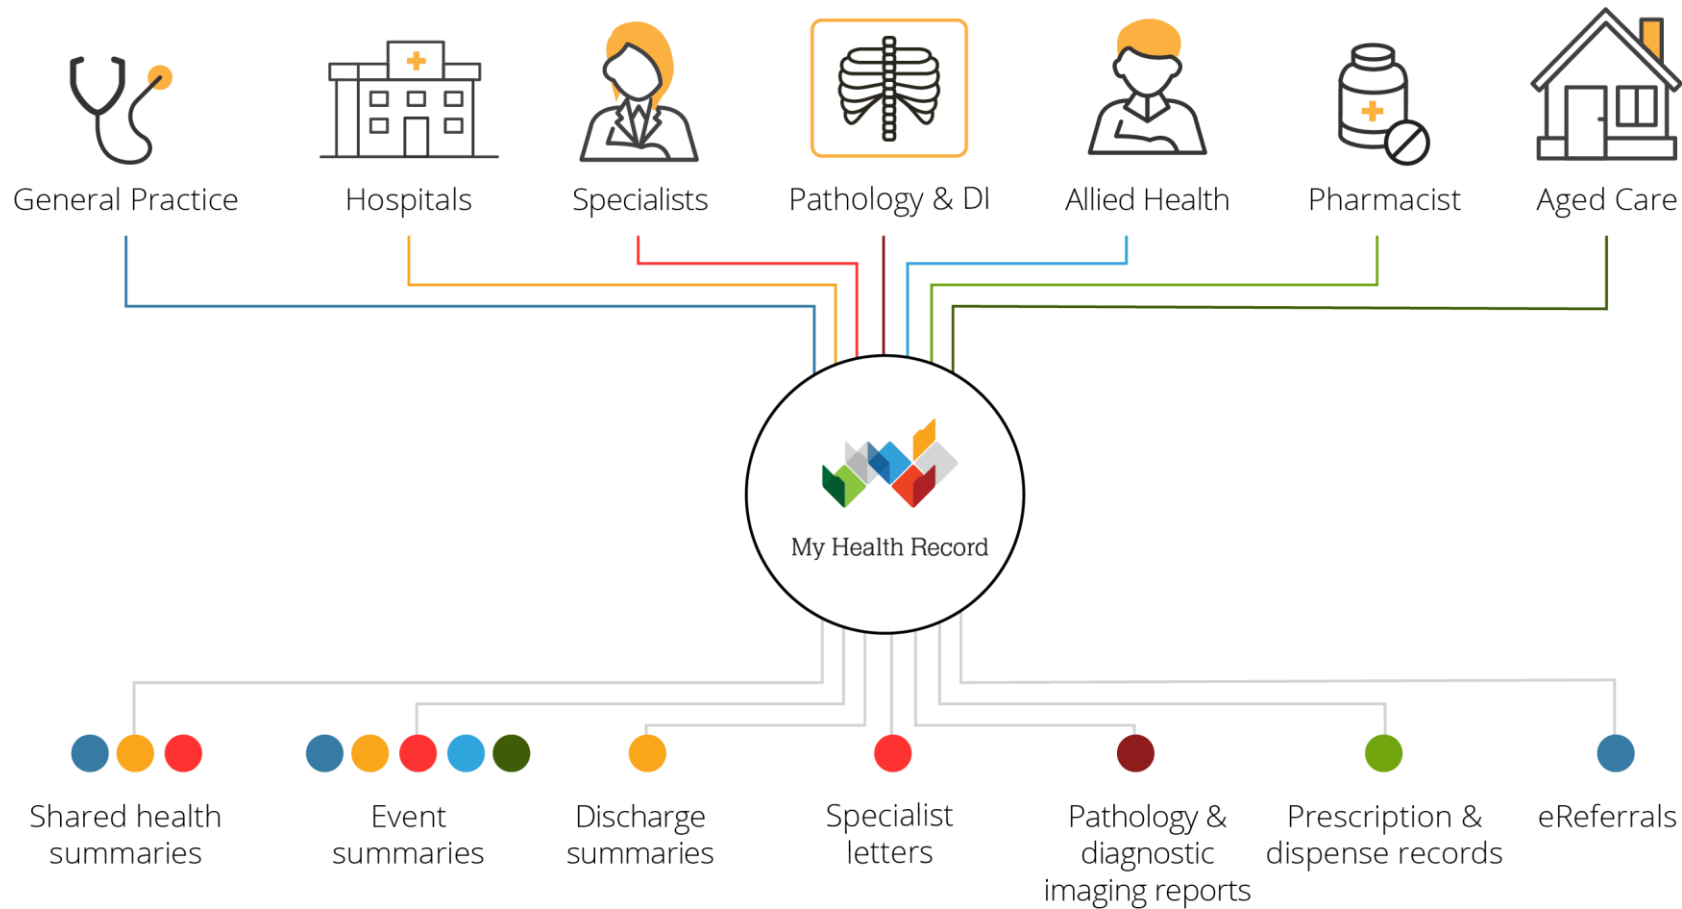 General Practice
Hospitals
Specialists
Pathology & DI
Allied Health
Pharmacist
Aged Care
My Health Record
Shared health
summaries
Event
summaries
Discharge
summaries
Specialist
letters
Pathology &
diagnostic
imaging reports
Prescription &
dispense records
eReferrals